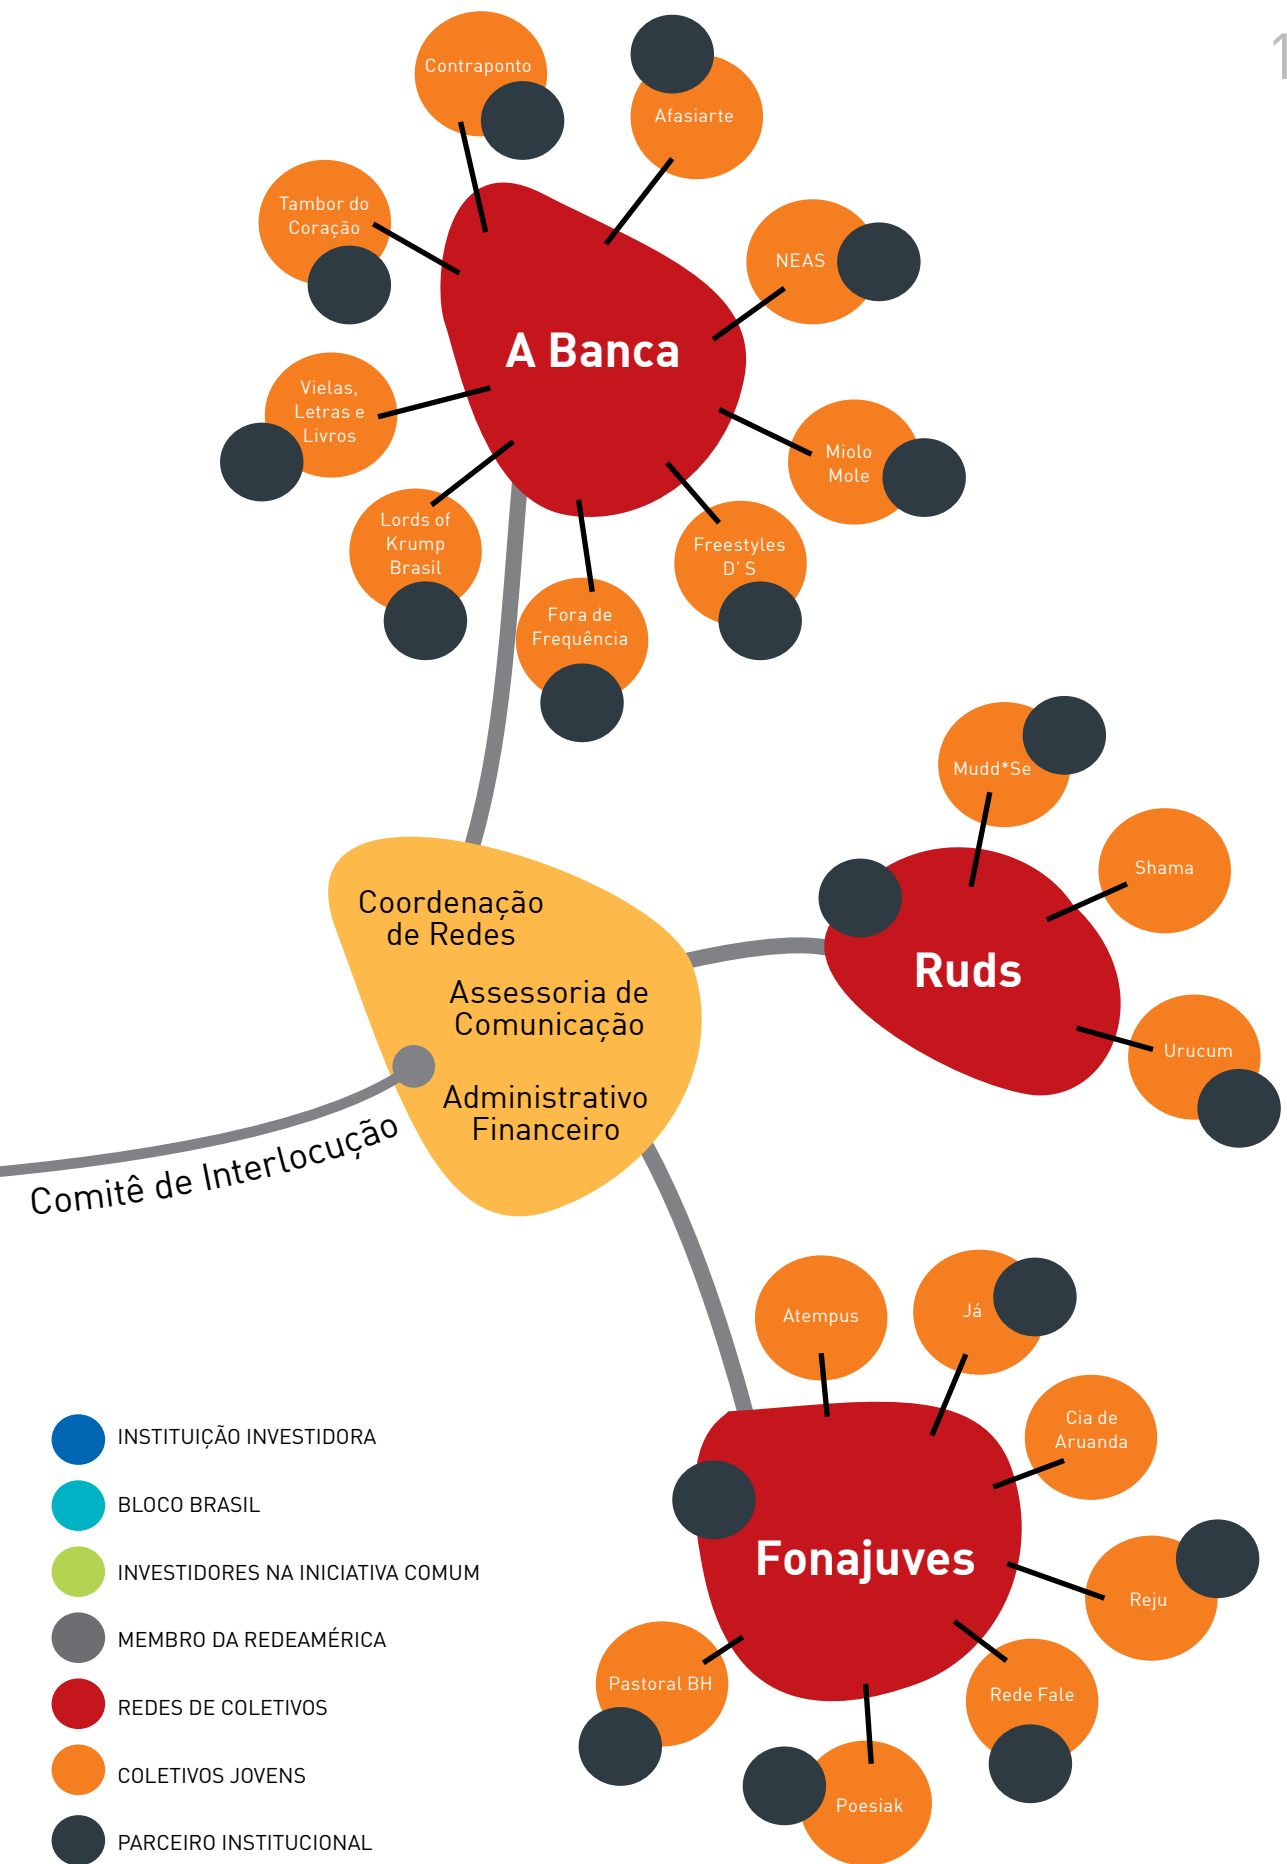 1
Contraponto
Afasiarte
Tambor do
Coração
NEAS
A Banca
Vielas,
Letras e
Livros
Miolo
Mole
Lords of
Krump
Brasil
Freestyles
D' S
Fora de
Frequência
Mudd*Se
Shama
Ruds
Urucum
Coordenação
de Redes
Assessoria de
Comunicação
Administrativo
Financeiro
Comitê de Interlocução
Atempus
Já
Cia de
Aruanda
Fonajuves
Reju
Pastoral BH
Rede Fale
Poesiak
INSTITUIÇÃO INVESTIDORA
BLOCO BRASIL
INVESTIDORES NA INICIATIVA COMUM
MEMBRO DA REDEAMÉRICA
REDES DE COLETIVOS
COLETIVOS JOVENS
PARCEIRO INSTITUCIONAL